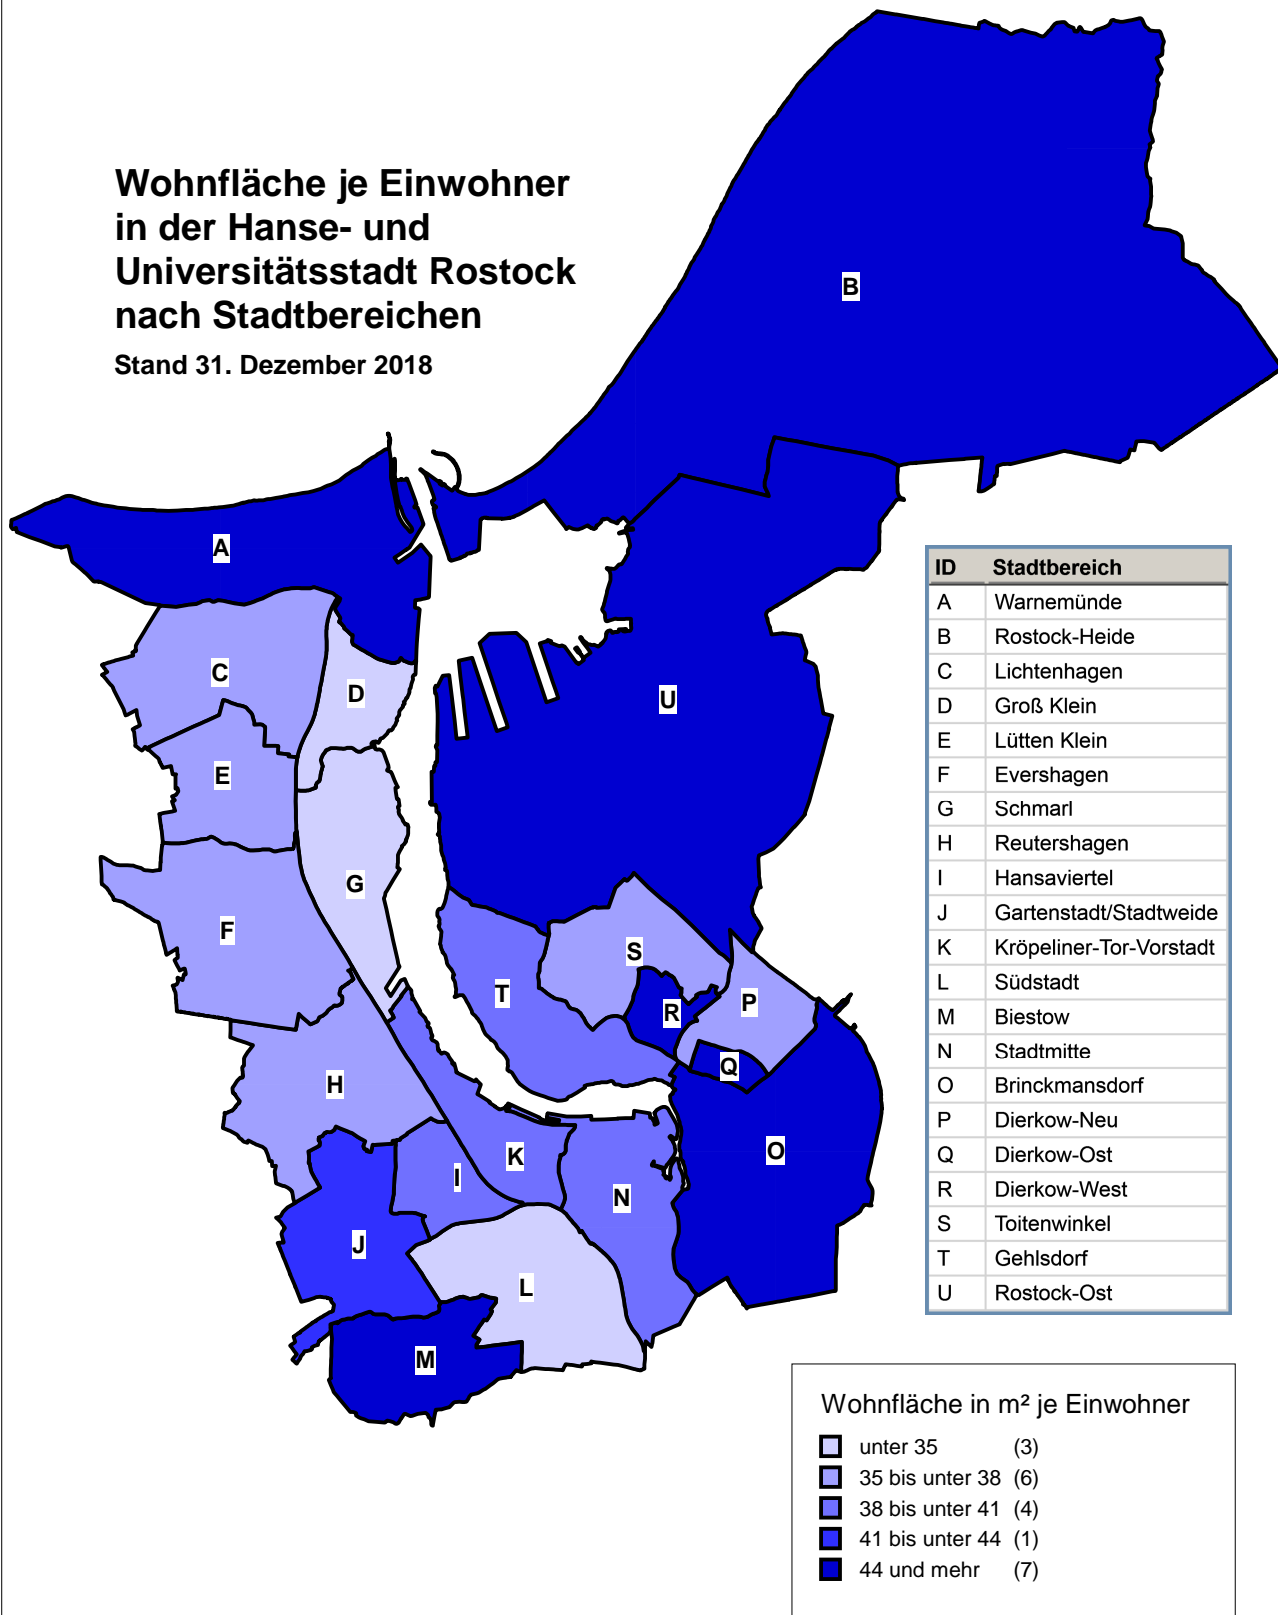 Wohnfläche je Einwohner
in der Hanse- und
Universitätsstadt Rostock
nach Stadtbereichen
Stand 31. Dezember 2018
B
A
C
D
U
E
G
F
S
T
R
P
Q
H
K
O
I
N
J
L
M
ID Stadtbereich
A Warnemünde
B Rostock-Heide
C Lichtenhagen
D Groß Klein
E Lütten Klein
F Evershagen
G Schmarl
H Reutershagen
I Hansaviertel
J Gartenstadt/Stadtweide
K Kröpeliner-Tor-Vorstadt
L Südstadt
M Biestow
N Stadtmitte
O Brinckmansdorf
P Dierkow-Neu
Q Dierkow-Ost
R Dierkow-West
S Toitenwinkel
T Gehlsdorf
U Rostock-Ost
Wohnfläche in m² je Einwohner
unter 35 (3)
35 bis unter 38 (6)
38 bis unter 41 (4)
41 bis unter 44 (1)
44 und mehr (7)